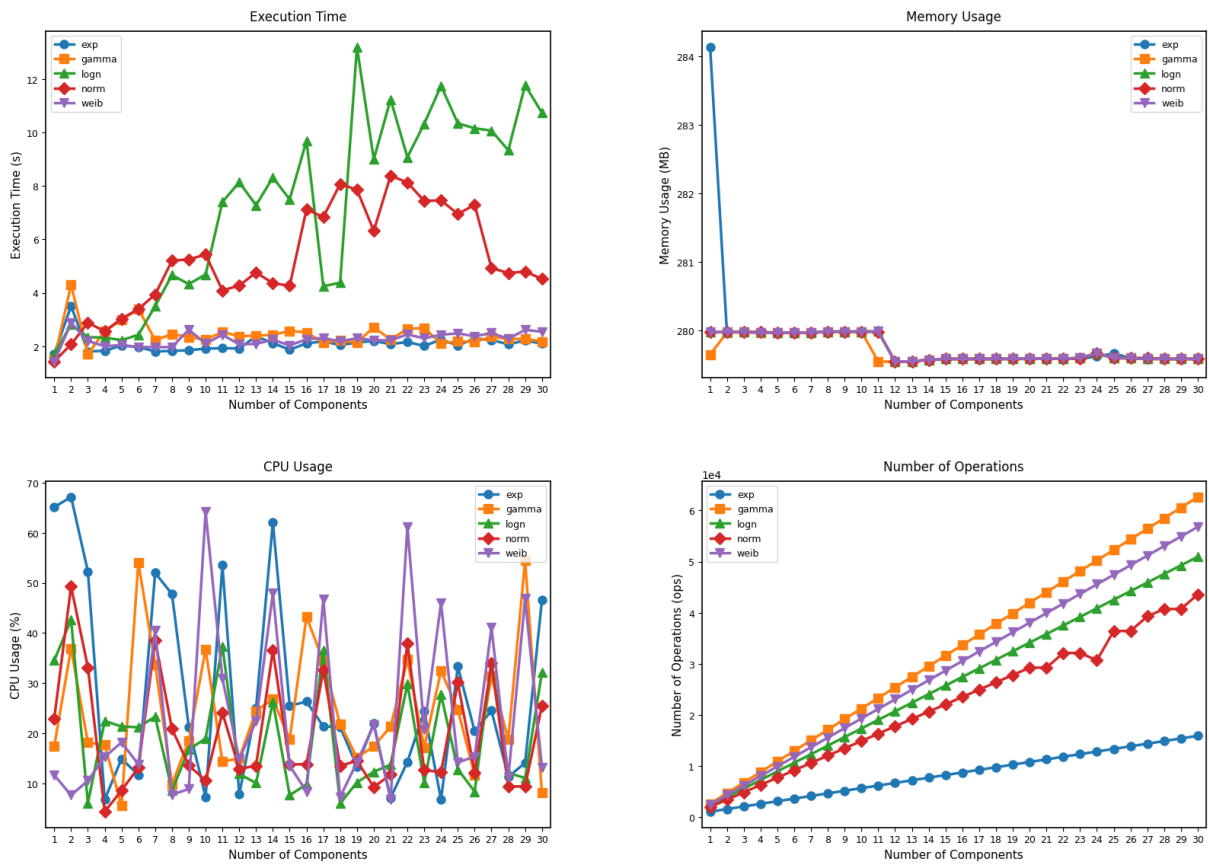 Execution Time
Execution Time (s)
12
10
8
6
4
2
exp
gamma
logn
norm
weib
1 2 3 4 5 6 7 8 9 10 11 12 13 14 15 16 17 18 19 20 21 22 23 24 25 26 27 28 29 30
Number of Components
Memory Usage
Memory Usage (MB)
284
283
282
281
280
exp
gamma
logn
norm
weib
1 2 3 4 5 6 7 8 9 10 11 12 13 14 15 16 17 18 19 20 21 22 23 24 25 26 27 28 29 30
Number of Components
CPU Usage
CPU Usage (%)
70
60
50
40
30
20
10
exp
gamma
logn
norm
weib
1 2 3 4 5 6 7 8 9 10 11 12 13 14 15 16 17 18 19 20 21 22 23 24 25 26 27 28 29 30
Number of Components
Number of Operations
1e4
Number of Operations (ops)
6
5
4
3
2
1
0
exp
gamma
logn
norm
weib
1 2 3 4 5 6 7 8 9 10 11 12 13 14 15 16 17 18 19 20 21 22 23 24 25 26 27 28 29 30
Number of Components